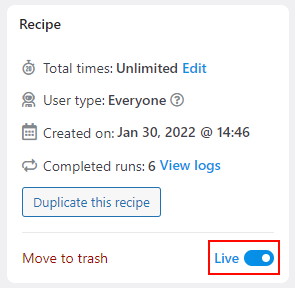 Recipe
Total times: Unlimited Edit
User type: Everyone ?
Created on: Jan 30, 2022 @ 14:46
Completed runs: 6 View logs
Duplicate this recipe
Move to trash Live